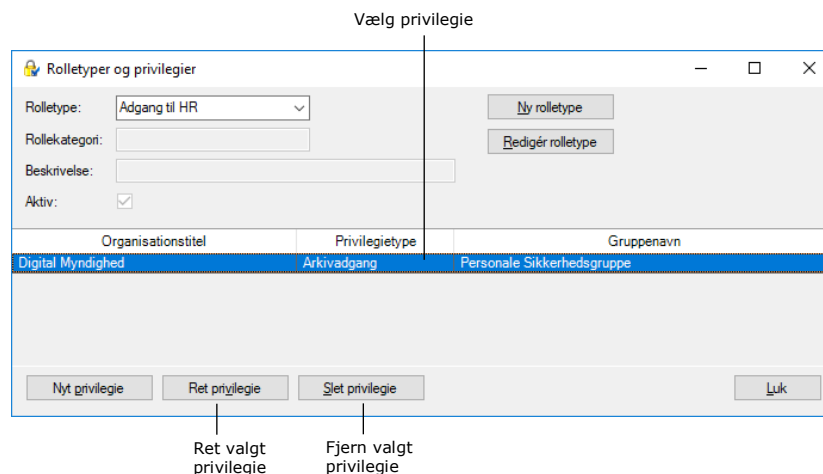 Vælg privilegie
Rolletyper og privilegier
Rolletype: Adgang til HR Ny rolletype
Rollekategori: Redigér rolletype
Beskrivelse:
Aktiv:
Organisationstitel Privilegietype Gruppenavn
Digital Myndighed Arkivadgang Personale Sikkerhedsgruppe
Nyt privilegie Ret privilegie Slet privilegie Luk
Ret valgt Fjern valgt
privilegie privilegie